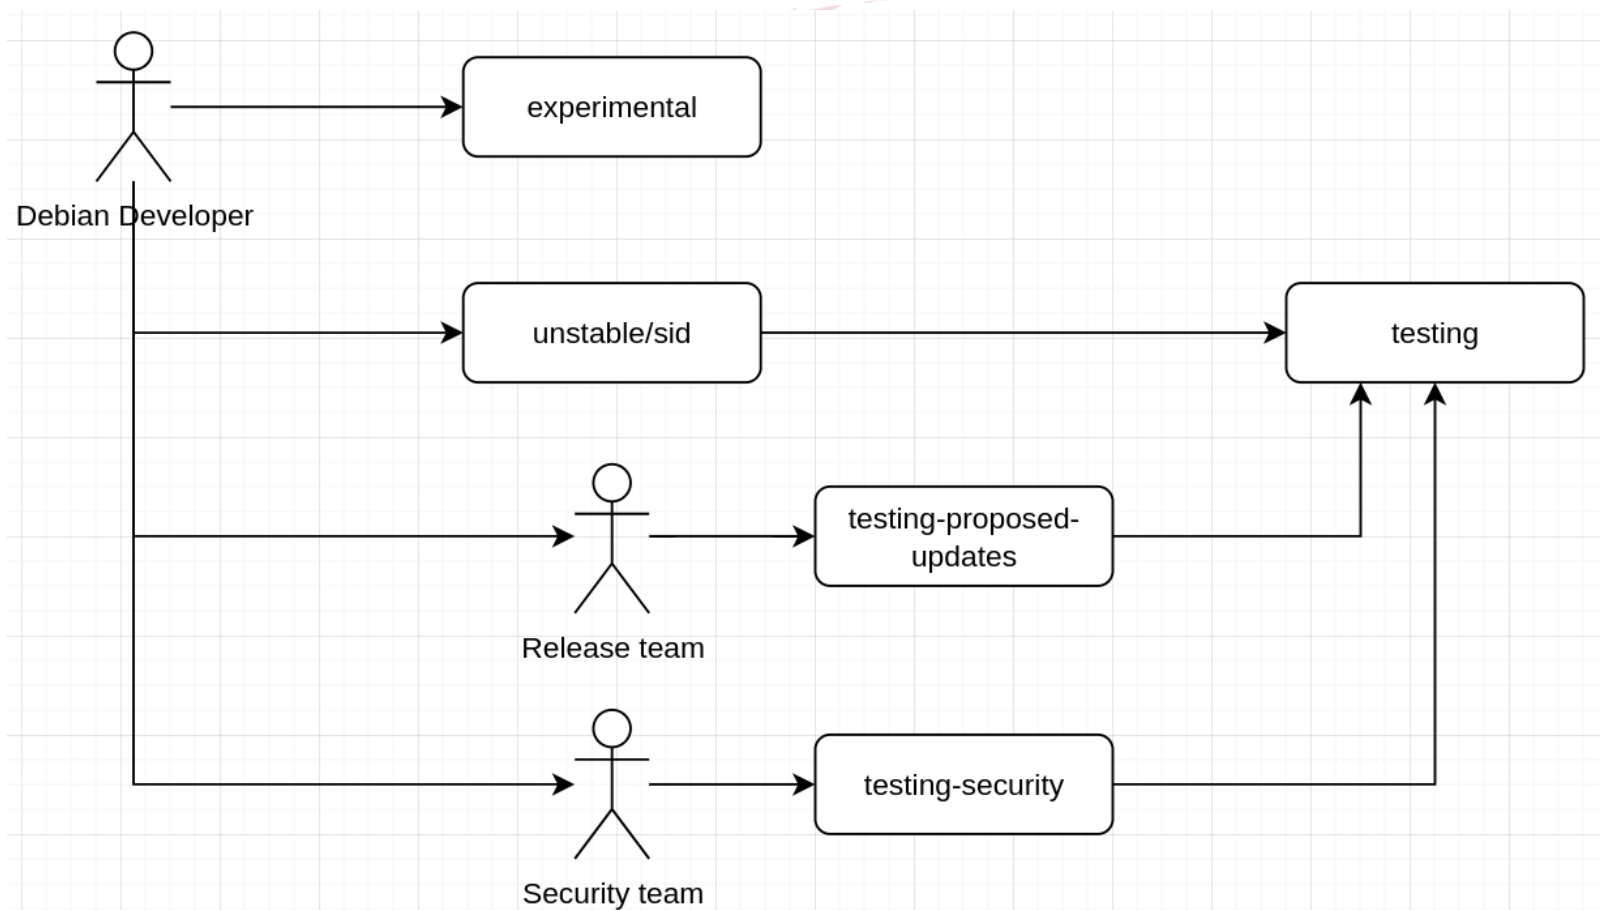 experimental
Debian Developer
unstable/sid
testing
testing-proposed-
updates
Release team
testing-security
Security team